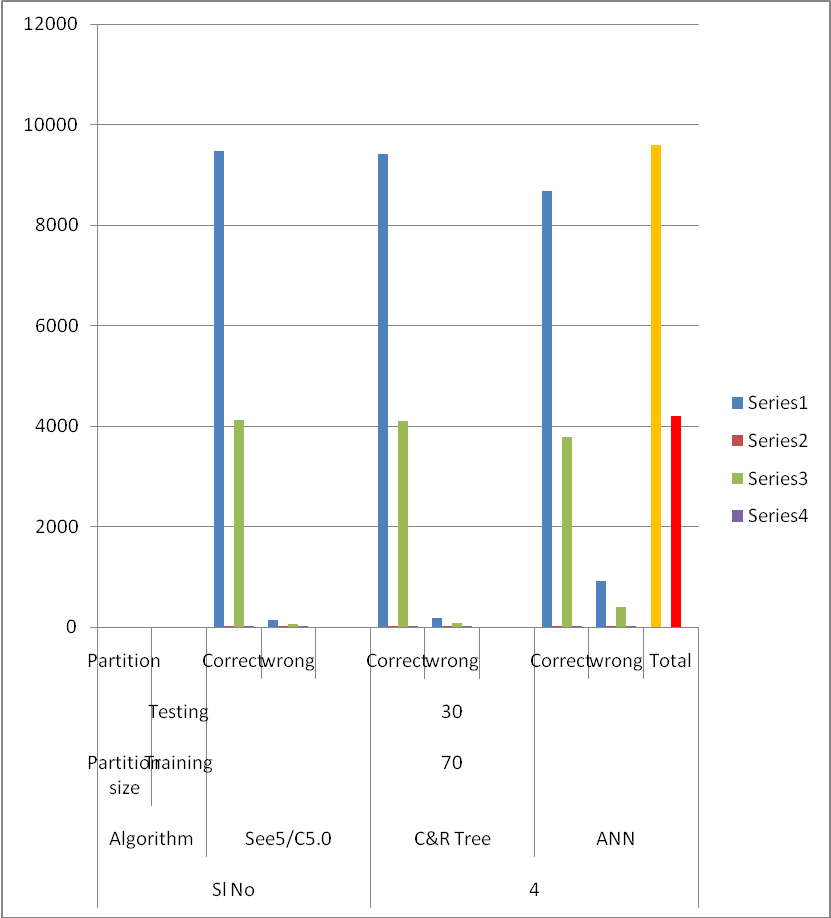 12000
10000
8000
6000
4000
2000
0
Series1
Series2
Series3
Series4
Partition Correct wrong Correct wrong Correct wrong Total
Testing 30
Partition size Training 70
Algorithm See5/C5.0 C&R Tree ANN
Sl No 4